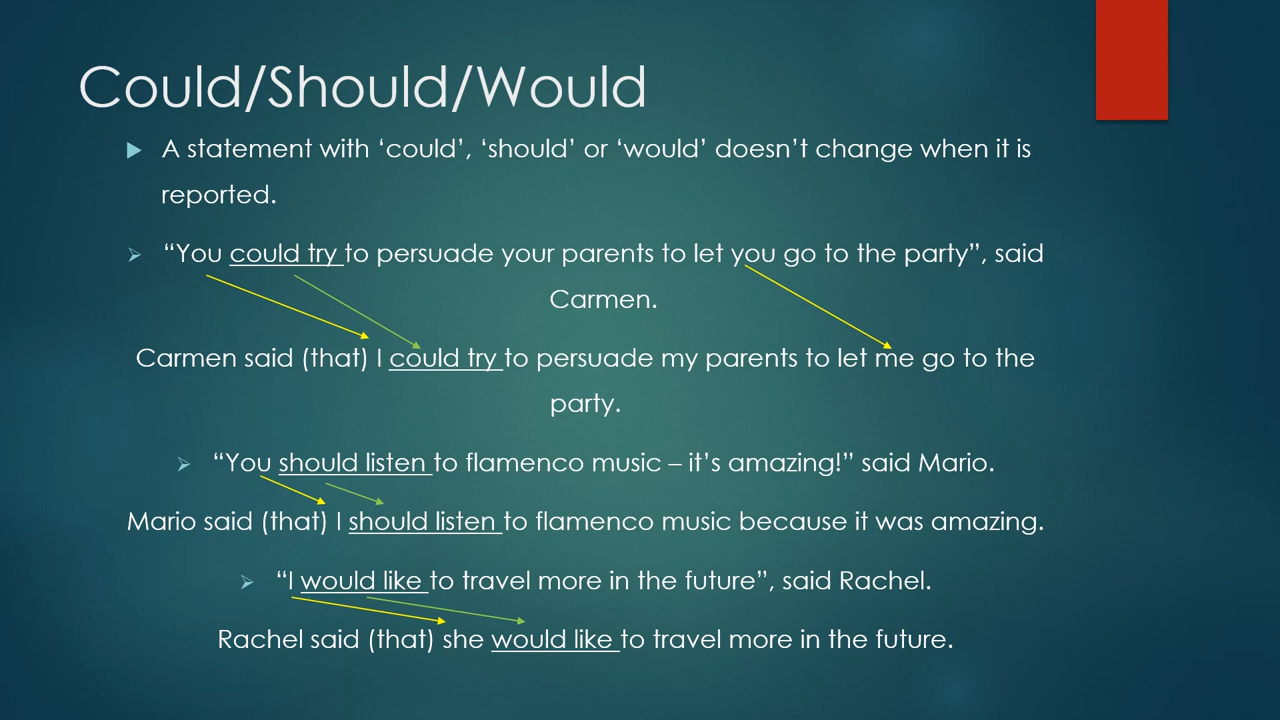 Could/Should/Would
A statement with ‘could’, ‘should’ or ‘would’ doesn’t change when it is
reported.
“You could try to persuade your parents to let you go to the party”, said
Carmen.
Carmen said (that) I could try to persuade my parents to let me go to the
party.
“You should listen to flamenco music – it’s amazing!” said Mario.
Mario said (that) I should listen to flamenco music because it was amazing.
“I would like to travel more in the future”, said Rachel.
Rachel said (that) she would like to travel more in the future.